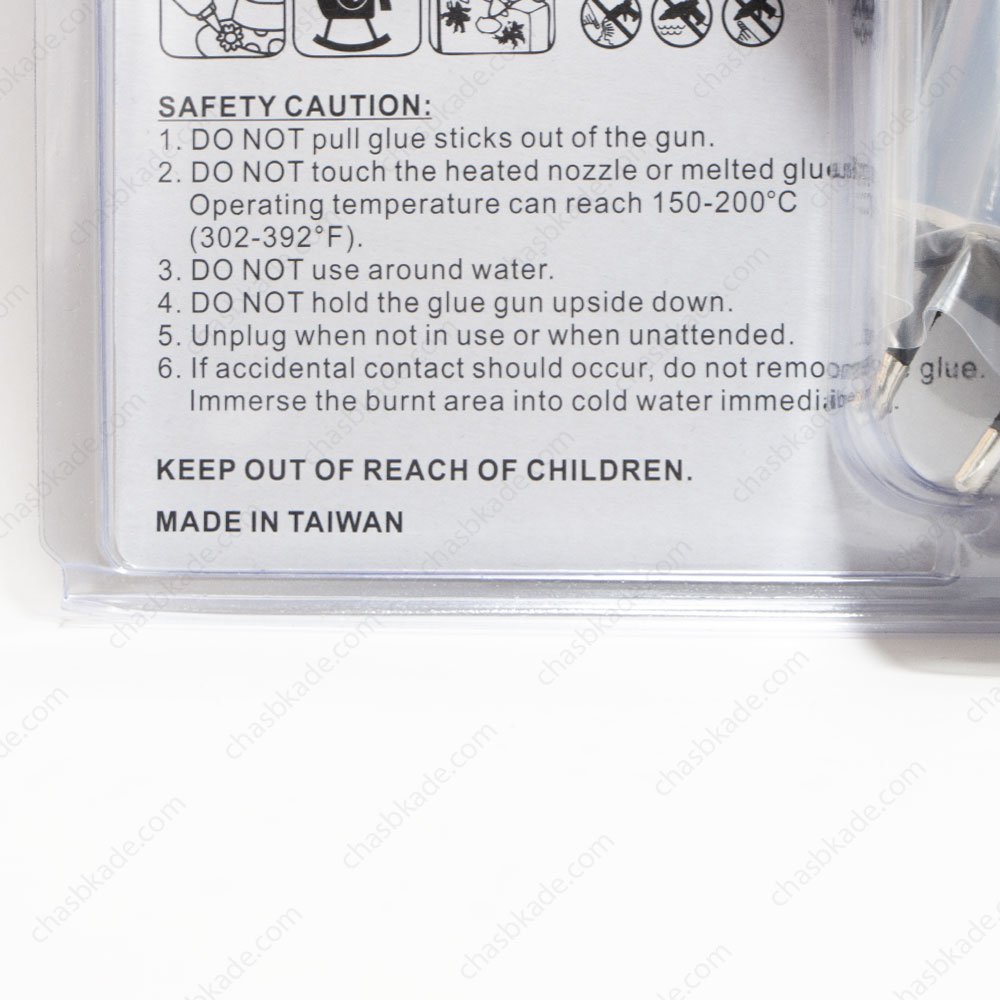 SAFETY CAUTION:
1. DO NOT pull glue sticks out of the gun.
2. DO NOT touch the heated nozzle or melted glue.
Operating temperature can reach 150-200°C
(302-392°F).
3. DO NOT use around water.
4. DO NOT hold the glue gun upside down.
5. Unplug when not in use or when unattended.
6. If accidental contact should occur, do not glue.
Immerse the burnt area into cold water
KEEP OUT OF REACH OF CHILDREN.
MADE IN TAIWAN
chasbkade.com